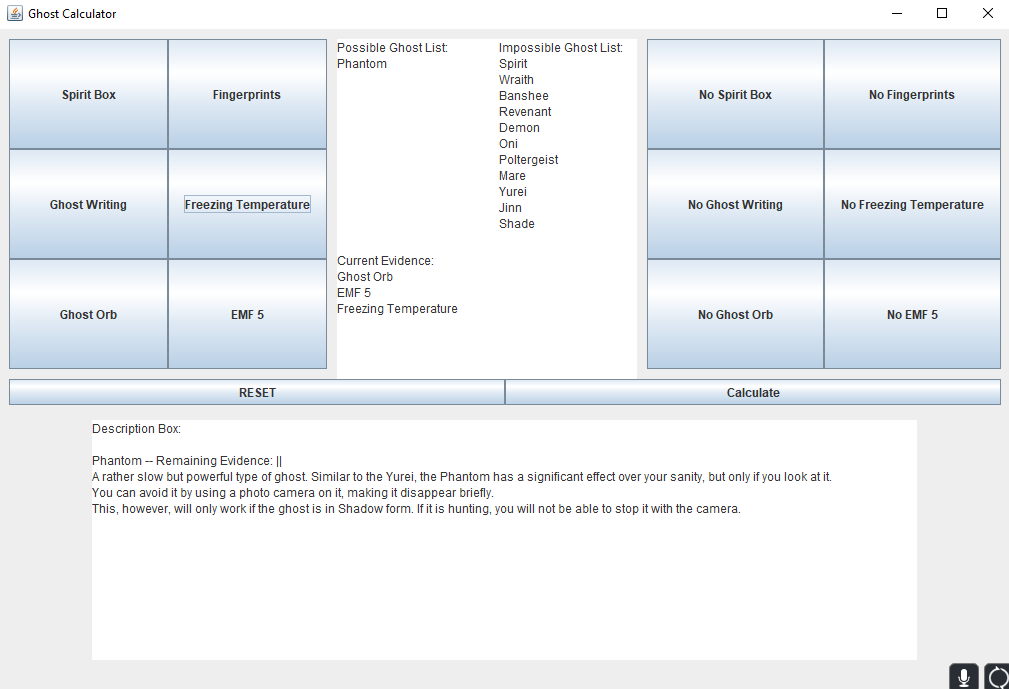 Ghost Calculator
Spirit Box
Fingerprints
Ghost Writing
Freezing Temperature
Ghost Orb
EMF 5
Possible Ghost List:
Phantom
Impossible Ghost List:
Spirit
Wraith
Banshee
Revenant
Demon
Oni
Poltergeist
Mare
Yurei
Jinn
Shade
Current Evidence:
Ghost Orb
EMF 5
Freezing Temperature
No Spirit Box
No Fingerprints
No Ghost Writing
No Freezing Temperature
No Ghost Orb
No EMF 5
RESET
Calculate
Description Box:
Phantom -- Remaining Evidence: ||
A rather slow but powerful type of ghost. Similar to the Yurei, the Phantom has a significant effect over your sanity, but only if you look at it.
You can avoid it by using a photo camera on it, making it disappear briefly.
This, however, will only work if the ghost is in Shadow form. If it is hunting, you will not be able to stop it with the camera.